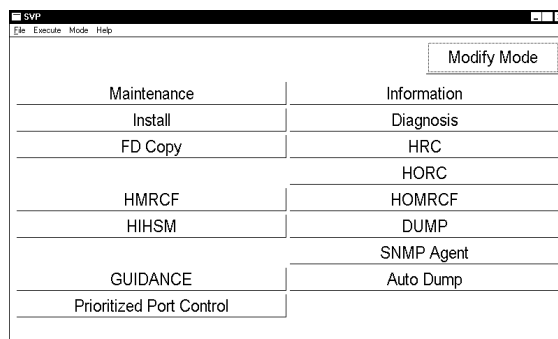 SVP
File Execute Mode Help
Modify Mode
Maintenance Information
Install Diagnosis
FD Copy HRC
HORC
HMRCF HOMRCF
HIHSM DUMP
SNMP Agent
GUIDANCE Auto Dump
Prioritized Port Control